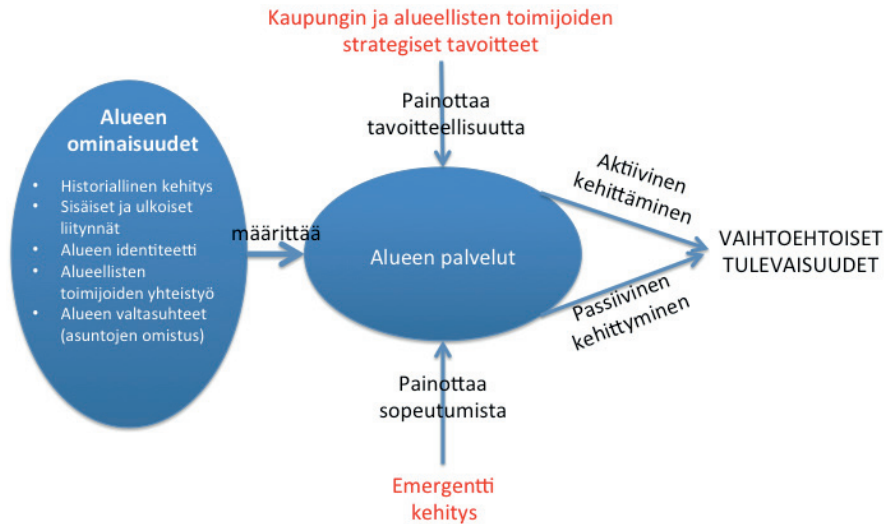 Kaupungin ja alueellisten toimijoiden
strategiset tavoitteet
Painottaa
tavoitteellisuutta
Alueen
ominaisuudet
• Historiallinen kehitys
• Sisäiset ja ulkoiset
liitynnät
• Alueen identiteetti
• Alueellisten
toimijoiden yhteistyö
• Alueen valtasuhteet
(asuntojen omistus)
määrittää
Alueen palvelut
Aktiivinen
kehittäminen
Passiivinen
kehittyminen
VAIHTOEHTOISET
TULEVAISUUDET
Painottaa
sopeutumista
Emergentti
kehitys